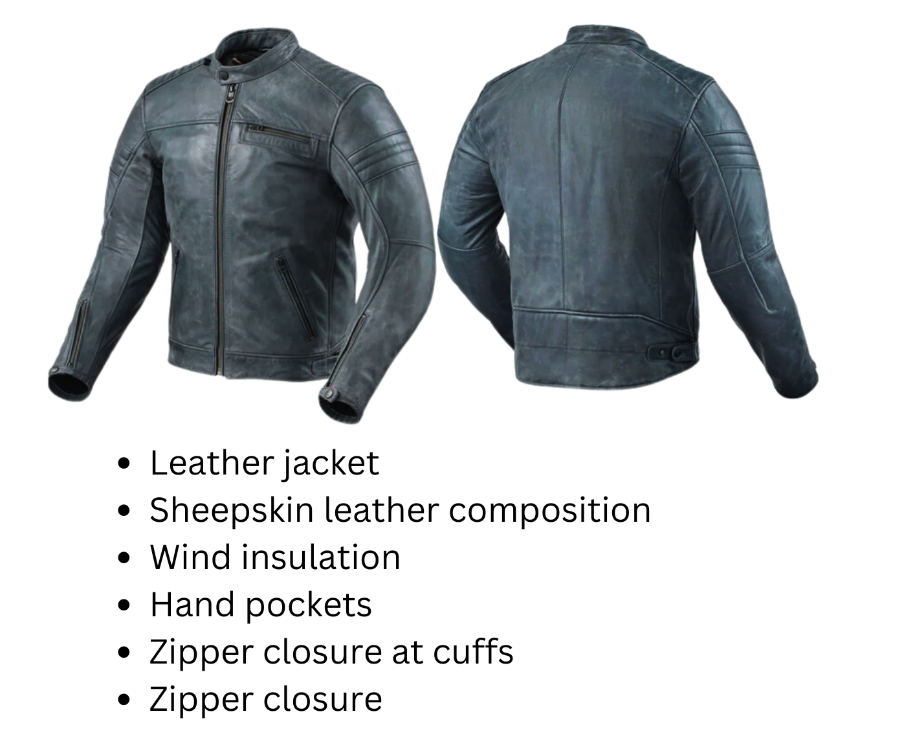 Leather jacket
Sheepskin leather composition
Wind insulation
Hand pockets
Zipper closure at cuffs
Zipper closure